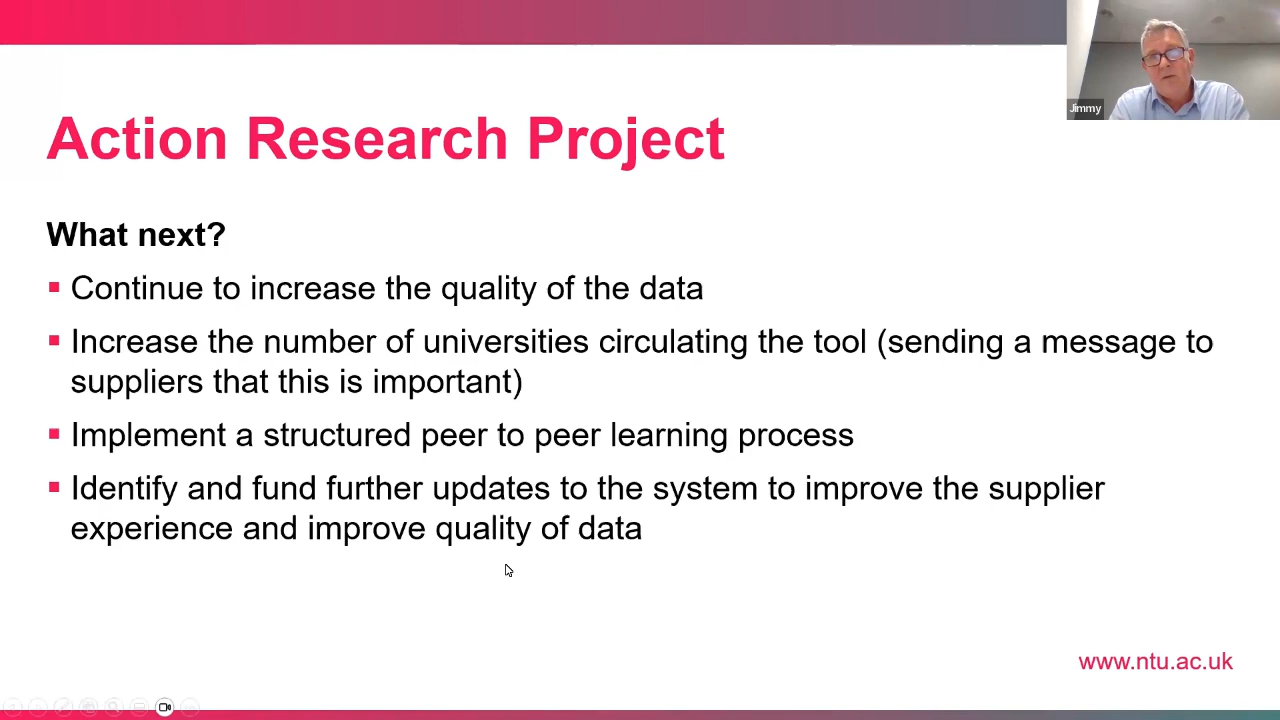 Jimmy
Action Research Project
What next?
Continue to increase the quality of the data
Increase the number of universities circulating the tool (sending a message to
suppliers that this is important)
Implement a structured peer to peer learning process
Identify and fund further updates to the system to improve the supplier
experience and improve quality of data
www.ntu.ac.uk